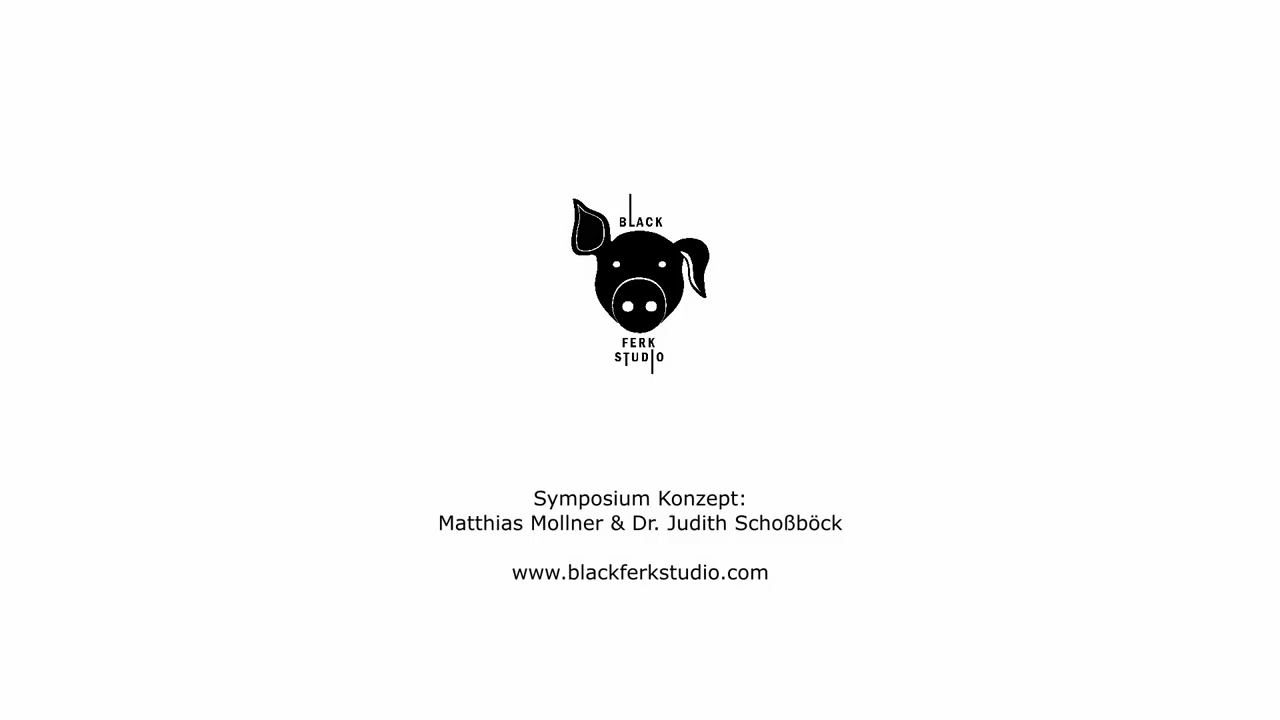 BLACK
FERK
STUDIO
Symposium Konzept:
Matthias Mollner & Dr. Judith Schoßböck
www.blackferkstudio.com